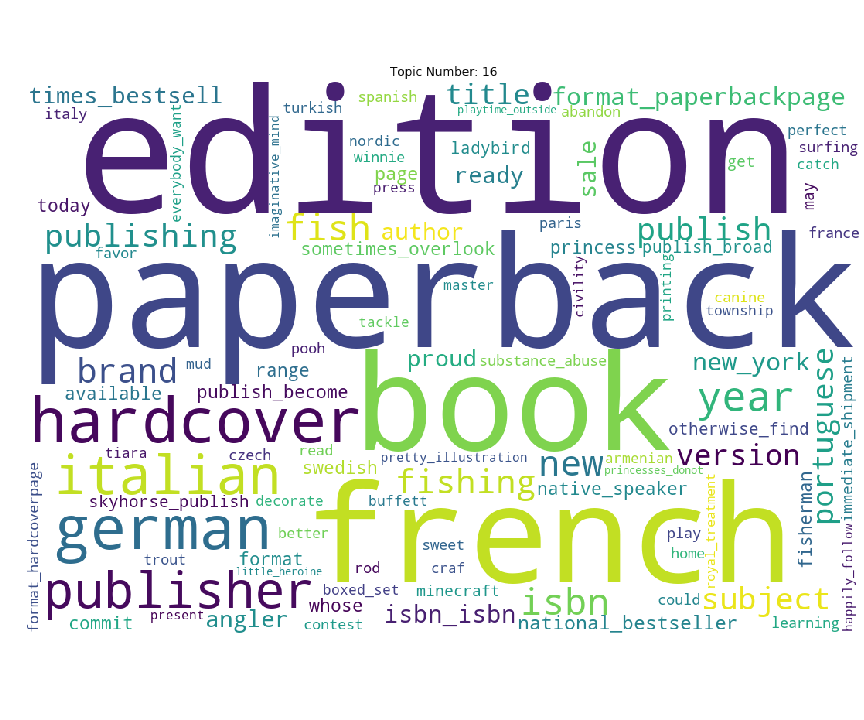 Topic Number: 16
edition
times_bestsell
italy
everybody_want
imaginative_mind
turkish
spanish
title
playtime_outside
abandon
format_paperbackpage
perfect
surfing
catch
nordic
winnie
page
press
ladybird
ready
sale
get
may
today
publishing
favor
fish
author
sometimes_overlook
paris
princess
publish
publish_broad
france
paperback
master
tackle
civility
printing
canine
township
pooh
mud
brand
range
available
publish_become
proud
substance_abuse
new_york
book
year
portuguese
immediate_shipment
hardcover
otherwise_find
version
tiara
czech
read
swedish
pretty_illustration
armenian
princesses_donot
new
italian
fishing
native_speaker
skyhorse_publish
decorate
buffett
french
german
better
format_hardcoverpage
trout
format
little_heroine
rod
sweet
craf
play
home
royal_treatment
fisherman
happily_follow
publisher
boxed_set
minecraft
whose
isbn_isbn
isbn
could
subject
commit
present
angler
contest
national_bestseller
learning